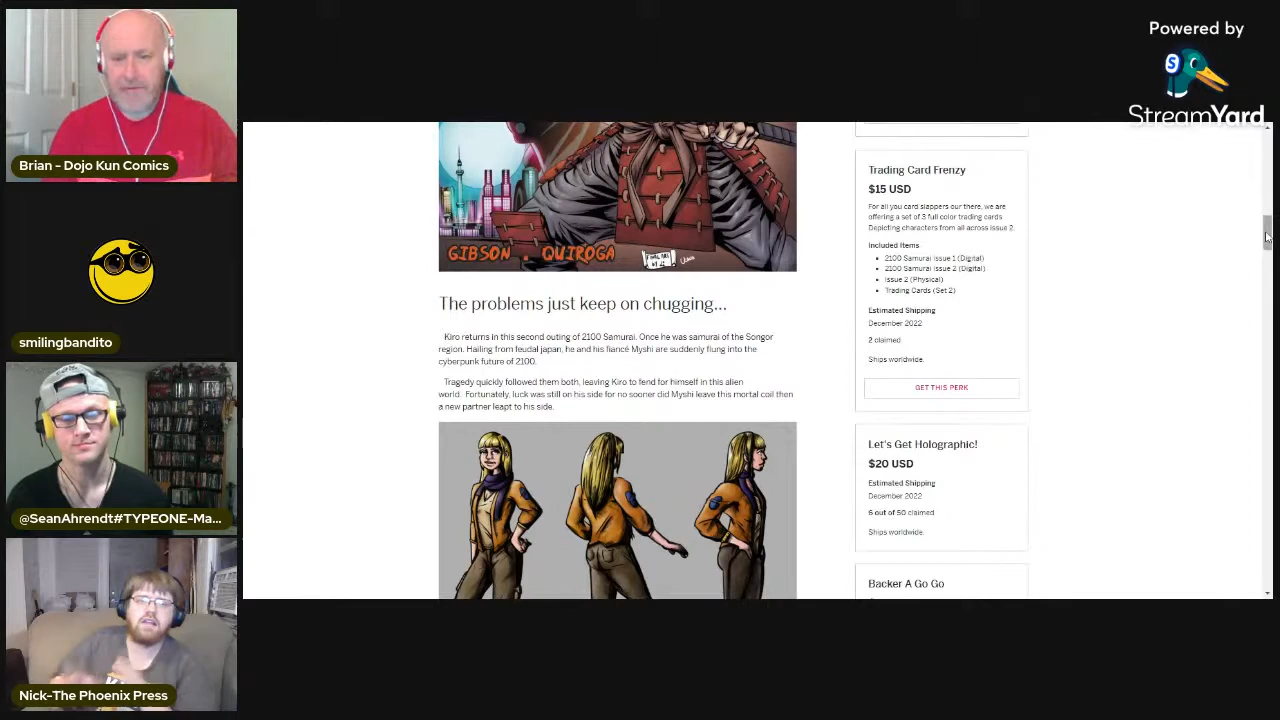 Powered by
S
StreamYard
Brian - Dojo Kun Comics
smilingbandito
@SeanAhrendt#TYPEONE-Ma...
Nick-The Phoenix Press
GIBSON . QUIROGA
The problems just keep on chugging...
Kiro returns in this second outing of 2100 Samurai. Once he was samurai of the Songor
region. Hailing from feudal japan, he and his fiancé Myshi are suddenly flung into the
cyberpunk future of 2100.
Tragedy quickly followed them both, leaving Kiro to fend for himself in this alien
world. Fortunately, luck was still on his side for no sooner did Myshi leave this mortal coil then
a new partner leapt to his side.
Trading Card Frenzy
$15 USD
For all you card slappers our there, we are
offering a set of 3 full color trading cards
Depicting characters from all across issue 2.
Included Items
2100 Samurai Issue 1 (Digital)
2100 Samurai Issue 2 (Digital)
Issue 2 (Physical)
Trading Cards (Set 2)
Estimated Shipping
December 2022
2 claimed
Ships worldwide.
GET THIS PERK
Let's Get Holographic!
$20 USD
Estimated Shipping
December 2022
6 out of 50 claimed
Ships worldwide.
Backer A Go Go